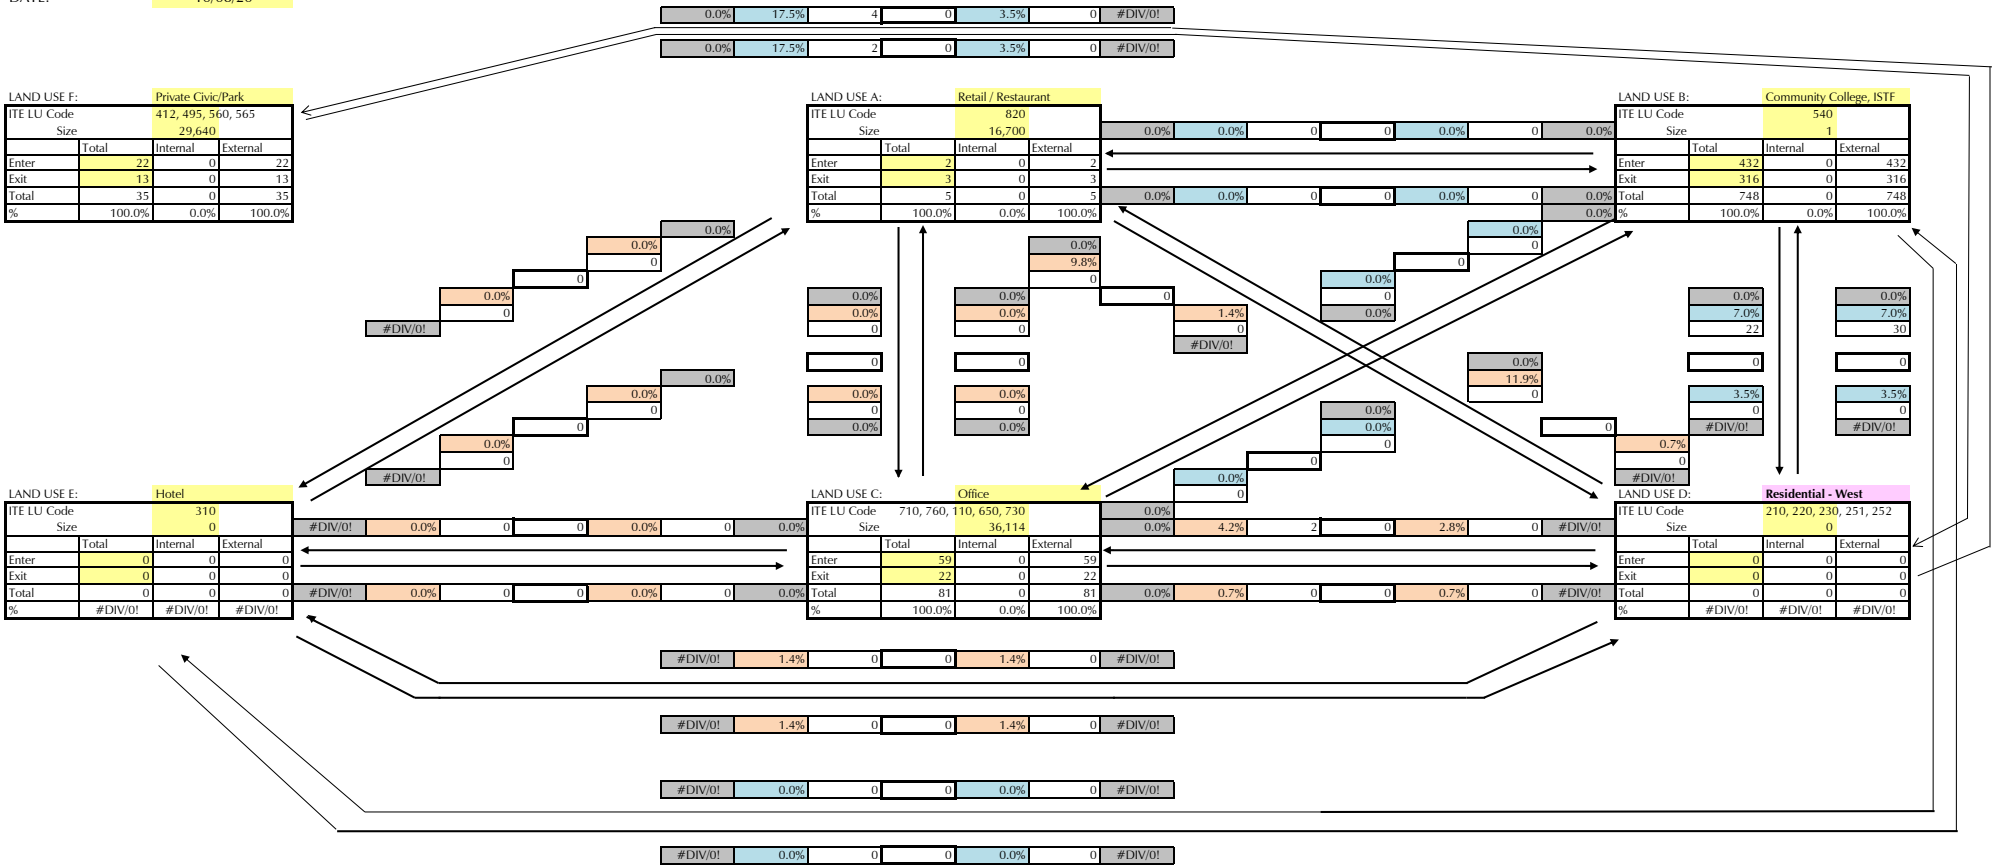 0.0% 17.5% 4 0 3.5% 0 #DIV/0!
0.0% 17.5% 2 0 3.5% 0 #DIV/0!
LAND USE F: Private Civic/Park
ITE LU Code 412, 495, 560, 565
Size 29,640
Total Internal External
Enter 22 0 22
Exit 13 0 13
Total 35 0 35
% 100.0% 0.0% 100.0%
LAND USE A: Retail / Restaurant
ITE LU Code 820
Size 16,700
Total Internal External
Enter 2 0 2
Exit 3 0 3
Total 5 0 5
% 100.0% 0.0% 100.0%
0.0% 0.0% 0 0 0.0% 0 0.0%
0.0% 0.0% 0 0 0.0% 0 0.0%
LAND USE B: Community College, ISTF
ITE LU Code 540
Size 1
Total Internal External
Enter 432 0 432
Exit 316 0 316
Total 748 0 748
% 100.0% 0.0% 100.0%
0.0%
0.0%
0
0
0.0%
0
#DIV/0!
0.0%
0.0%
0
0
0.0%
0
#DIV/0!
0.0% 0.0%
0.0% 0.0%
0 0
0 0
0.0% 0.0%
0 0
0.0% 0.0%
0.0%
9.8%
0
0
1.4%
0
#DIV/0!
0.0%
0.0%
0
0
0.0%
0
0.0%
0.0%
11.9%
0
0
0.7%
0
#DIV/0!
0.0%
0.0%
0
0
0.0%
0
0.0%
0.0% 0.0%
7.0% 7.0%
22 30
0 0
3.5% 3.5%
0 0
#DIV/0! #DIV/0!
LAND USE E: Hotel
ITE LU Code 310
Size 0
Total Internal External
Enter 0 0 0
Exit 0 0 0
Total 0 0 0
% #DIV/0! #DIV/0! #DIV/0!
#DIV/0! 0.0% 0 0 0.0% 0 0.0%
#DIV/0! 0.0% 0 0 0.0% 0 0.0%
LAND USE C: Office
ITE LU Code 710, 760, 110, 650, 730
Size 36,114
Total Internal External
Enter 59 0 59
Exit 22 0 22
Total 81 0 81
% 100.0% 0.0% 100.0%
0.0% 4.2% 2 0 2.8% 0 #DIV/0!
0.0% 0.7% 0 0 0.7% 0 #DIV/0!
LAND USE D: Residential - West
ITE LU Code 210, 220, 230, 251, 252
Size 0
Total Internal External
Enter 0 0 0
Exit 0 0 0
Total 0 0 0
% #DIV/0! #DIV/0! #DIV/0!
#DIV/0! 1.4% 0 0 1.4% 0 #DIV/0!
#DIV/0! 1.4% 0 0 1.4% 0 #DIV/0!
#DIV/0! 0.0% 0 0 0.0% 0 #DIV/0!
#DIV/0! 0.0% 0 0 0.0% 0 #DIV/0!